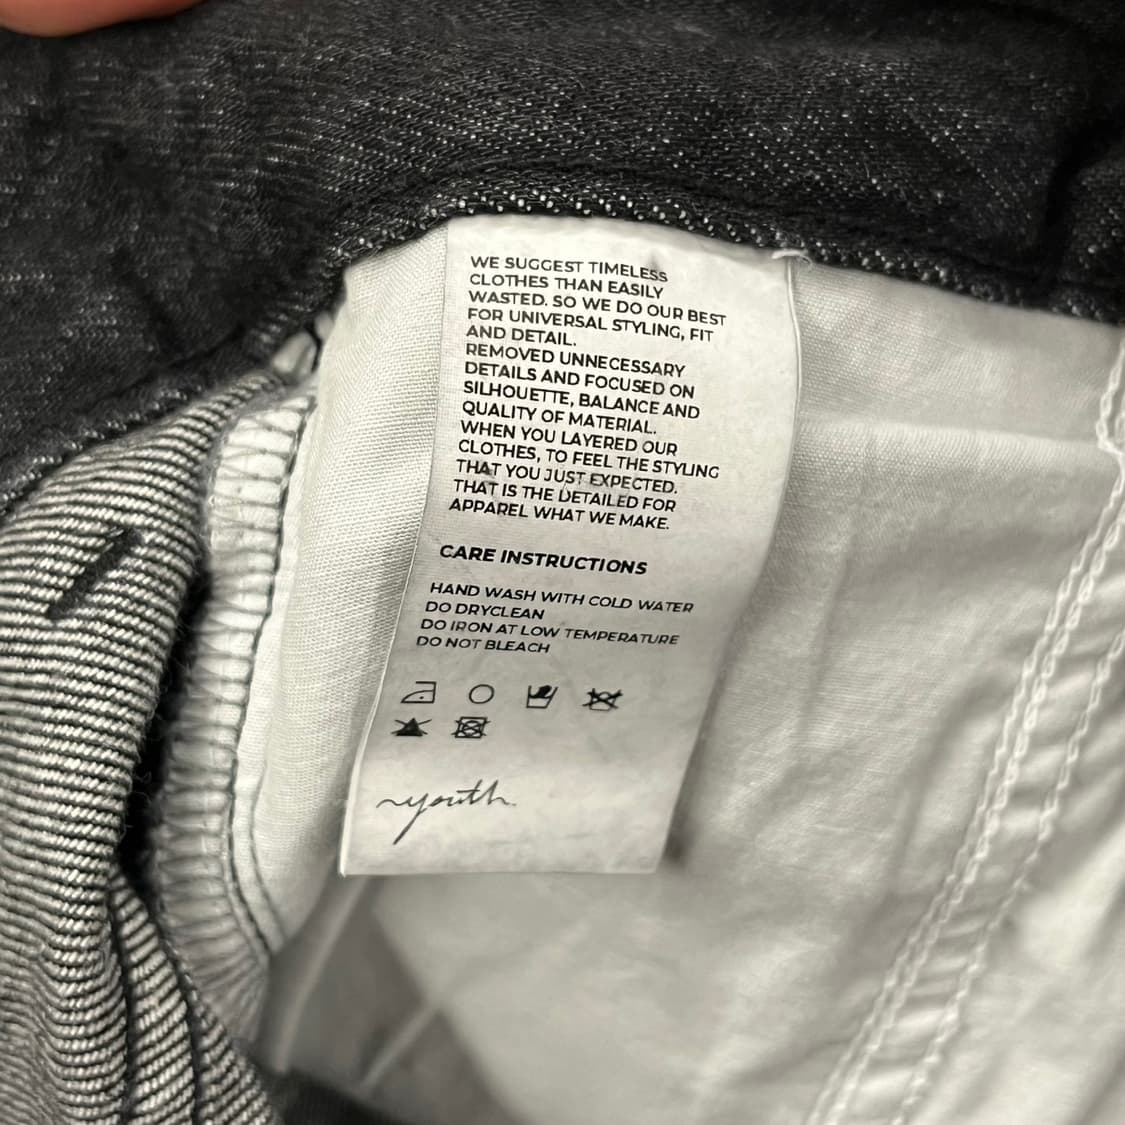 WE SUGGEST TIMELESS
CLOTHES THAN EASILY
WASTED. SO WE DO OUR BEST
FOR UNIVERSAL STYLING, FIT
AND DETAIL.
REMOVED UNNECESSARY
DETAILS AND FOCUSED ON
SILHOUETTE, BALANCE AND
QUALITY OF MATERIAL.
WHEN YOU LAYERED OUR
CLOTHES, TO FEEL THE STYLING
THAT YOU JUST EXPECTED.
THAT IS THE DETAILED FOR
APPAREL WHAT WE MAKE.
CARE INSTRUCTIONS
HAND WASH WITH COLD WATER
DO DRYCLEAN
DO IRON AT LOW TEMPERATURE
DO NOT BLEACH
youth.